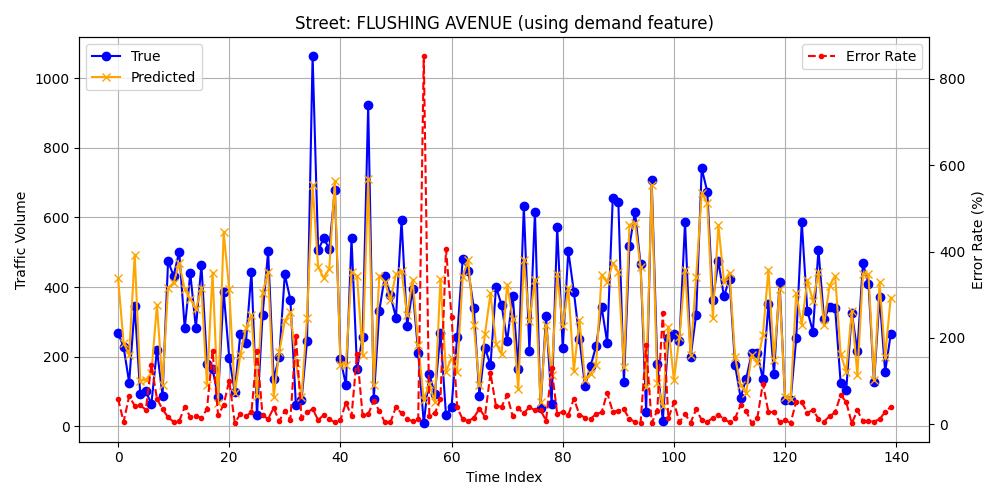 Street: FLUSHING AVENUE (using demand feature)
True
Predicted
Error Rate
Traffic Volume
1000
800
600
400
200
0
Error Rate (%)
800
600
400
200
0
0 20 40 60 80 100 120 140
Time Index